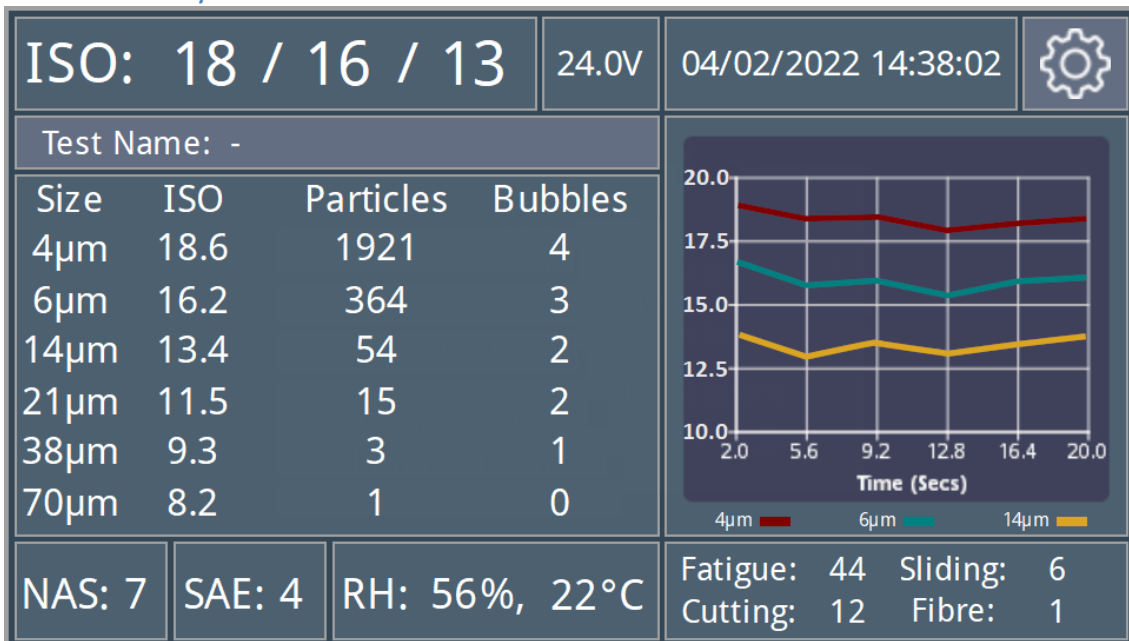 ISO: 18 / 16 / 13
24.0V
04/02/2022 14:38:02
Test Name: -
Size ISO Particles Bubbles
4µm 18.6 1921 4
6µm 16.2 364 3
14µm 13.4 54 2
21µm 11.5 15 2
38µm 9.3 3 1
70µm 8.2 1 0
20.0
17.5
15.0
12.5
10.0
2.0 5.6 9.2 12.8 16.4 20.0
Time (Secs)
4µm 6µm 14µm
NAS: 7
SAE: 4
RH: 56%, 22°C
Fatigue: 44 Sliding: 6
Cutting: 12 Fibre: 1